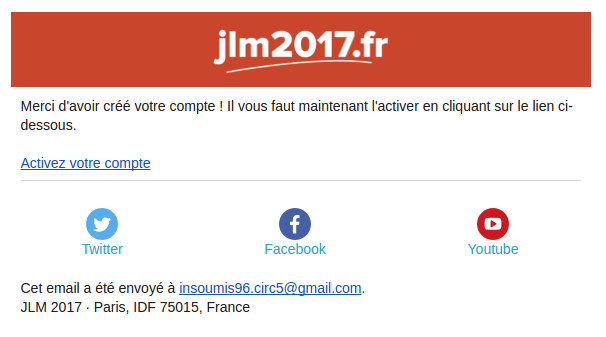 jlm2017.fr
Merci d'avoir créé votre compte ! Il vous faut maintenant l'activer en cliquant sur le lien ci-
dessous.
Activez votre compte
Twitter Facebook Youtube
Cet email a été envoyé à insoumis96.circ5@gmail.com.
JLM 2017 · Paris, IDF 75015, France